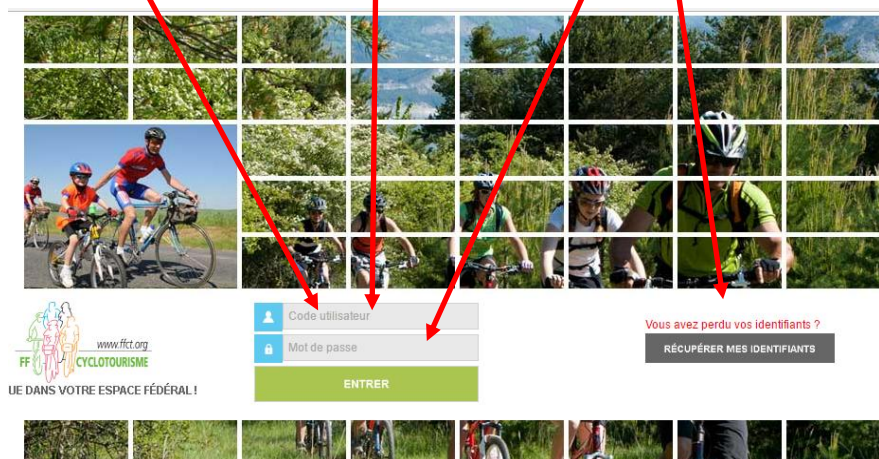 Code utilisateur
Mot de passe
ENTRER
Vous avez perdu vos identifiants ?
RÉCUPÉRER MES IDENTIFIANTS
www.ffct.org
FF CYCLOTOURISME
UE DANS VOTRE ESPACE FÉDÉRAL !